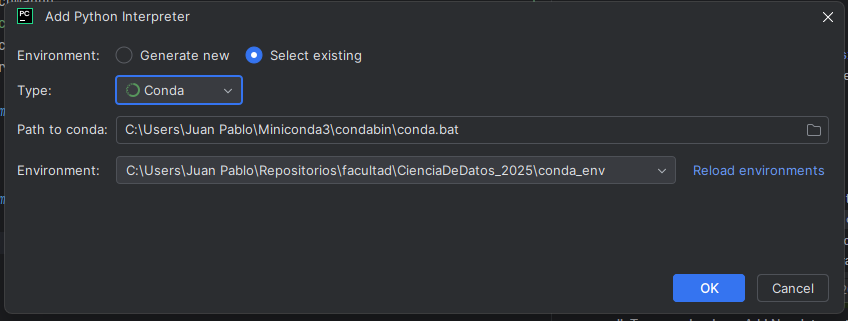 PC
Add Python Interpreter
Environment: Generate new Select existing
Type: Conda
Path to conda: C:\Users\Juan Pablo\Miniconda3\condabin\conda.bat
Environment: C:\Users\Juan Pablo\Repositorios\facultad\CienciaDeDatos_2025\conda_env Reload environments
OK Cancel